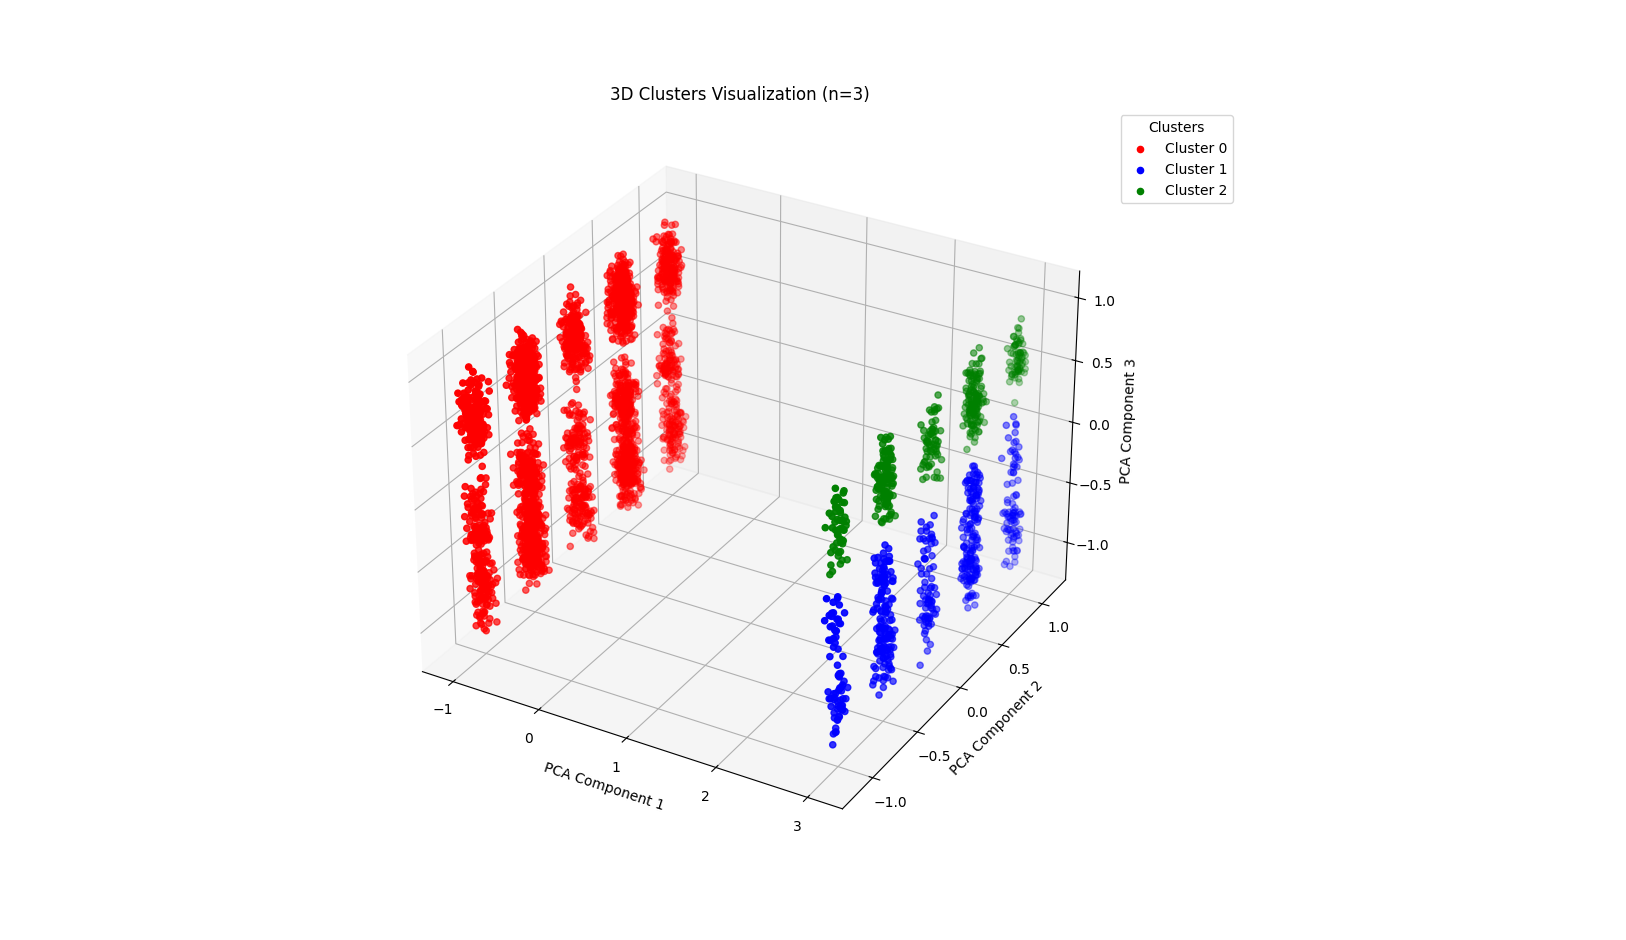 3D Clusters Visualization (n=3)
Clusters
Cluster 0
Cluster 1
Cluster 2
1.0
0.5
0.0
−0.5
−1.0
PCA Component 3
1.0
0.5
0.0
−0.5
−1.0
PCA Component 2
−1
0
1
2
3
PCA Component 1